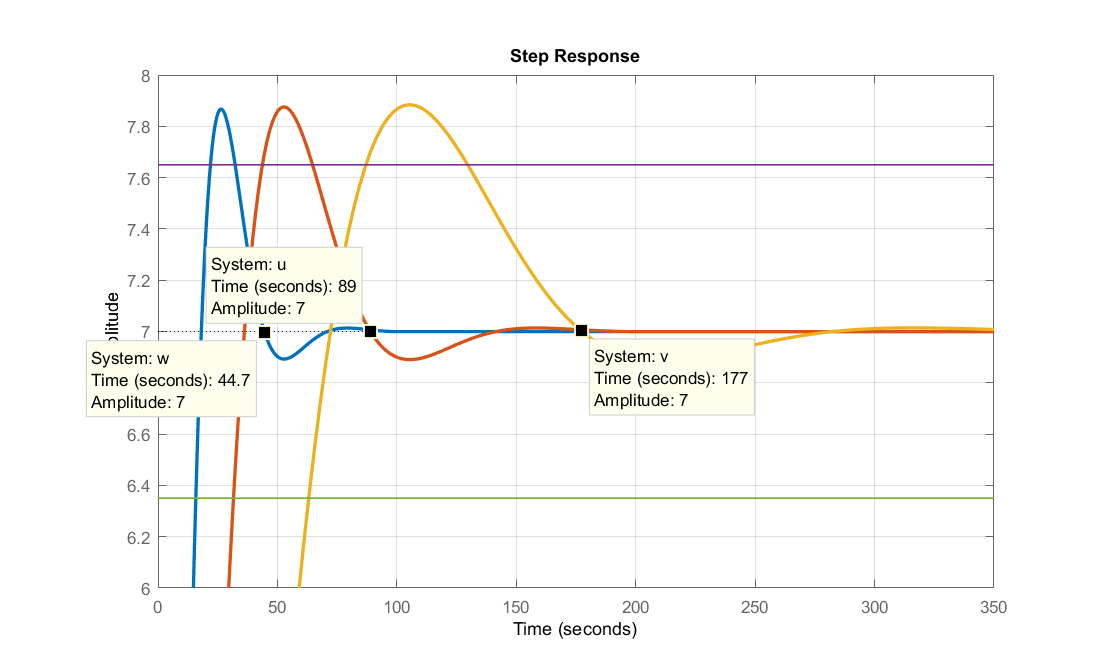 Step Response
8
7.8
7.6
7.4
7.2
7
6.6
6.4
6.2
6
plitude
System: u
Time (seconds): 89
Amplitude: 7
System: w
Time (seconds): 44.7
Amplitude: 7
System: v
Time (seconds): 177
Amplitude: 7
0 50 100 150 200 250 300 350
Time (seconds)